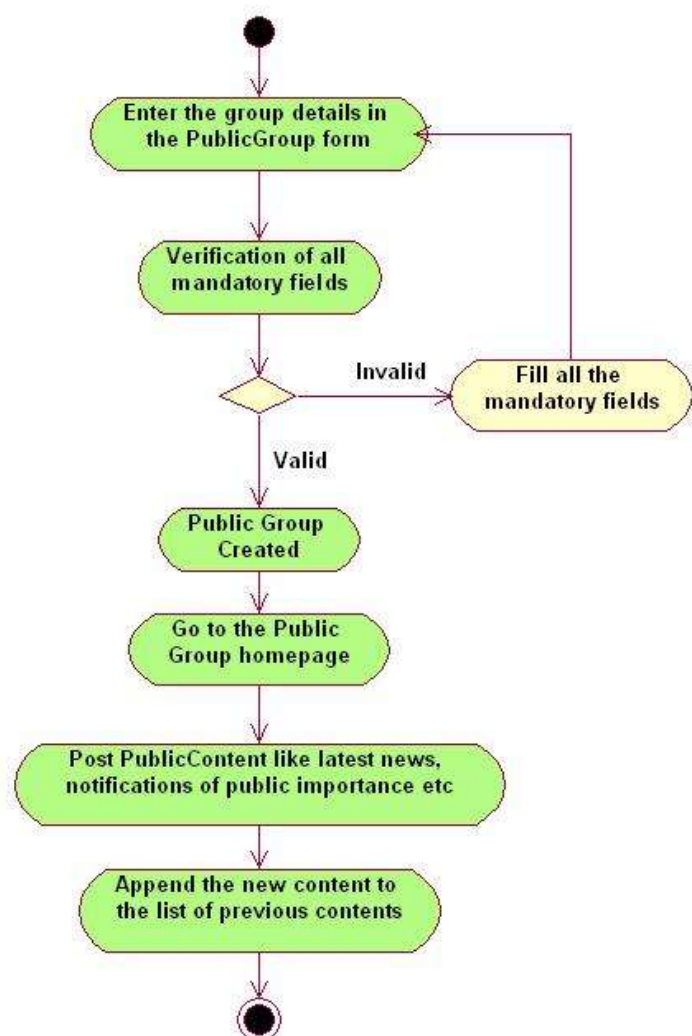 Enter the group details in
the PublicGroup form
Verification of all
mandatory fields
Invalid
Fill all the
mandatory fields
Valid
Public Group
Created
Go to the Public
Group homepage
Post PublicContent like latest news,
notifications of public importance etc
Append the new content to
the list of previous contents